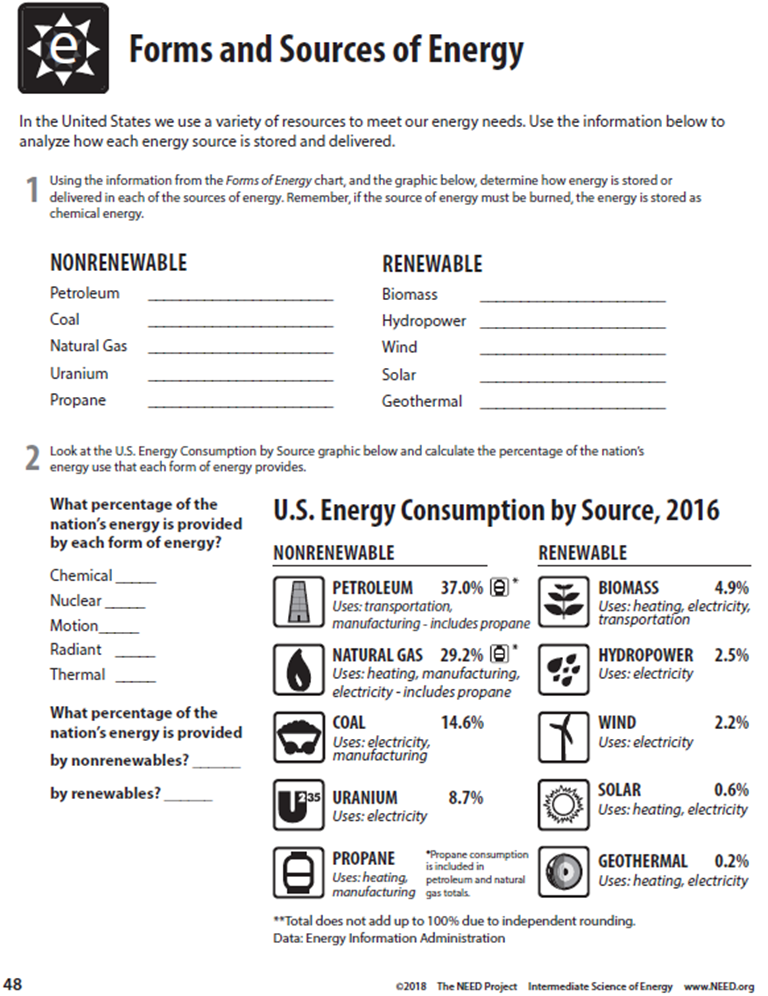 e
Forms and Sources of Energy
In the United States we use a variety of resources to meet our energy needs. Use the information below to
analyze how each energy source is stored and delivered.
1
Using the information from the Forms of Energy chart, and the graphic below, determine how energy is stored or
delivered in each of the sources of energy. Remember, if the source of energy must be burned, the energy is stored as
chemical energy.
NONRENEWABLE
Petroleum ____________________
Coal ____________________
Natural Gas ____________________
Uranium ____________________
Propane ____________________
RENEWABLE
Biomass ____________________
Hydropower ____________________
Wind ____________________
Solar ____________________
Geothermal ____________________
2
Look at the U.S. Energy Consumption by Source graphic below and calculate the percentage of the nation's
energy use that each form of energy provides.
What percentage of the
nation's energy is provided
by each form of energy?
Chemical _____
Nuclear _____
Motion_____
Radiant _____
Thermal _____
What percentage of the
nation's energy is provided
by nonrenewables? ______
by renewables? ______
U.S. Energy Consumption by Source, 2016
NONRENEWABLE
PETROLEUM 37.0% *
Uses: transportation,
manufacturing - includes propane
NATURAL GAS 29.2% *
Uses: heating, manufacturing,
electricity - includes propane
COAL 14.6%
Uses: electricity,
manufacturing
U235
URANIUM 8.7%
Uses: electricity
PROPANE
Uses: heating,
manufacturing
*Propane consumption
is included in
petroleum and natural
gas totals.
RENEWABLE
BIOMASS 4.9%
Uses: heating, electricity,
transportation
HYDROPOWER 2.5%
Uses: electricity
WIND 2.2%
Uses: electricity
SOLAR 0.6%
Uses: heating, electricity
GEOTHERMAL 0.2%
Uses: heating, electricity
**Total does not add up to 100% due to independent rounding.
Data: Energy Information Administration
48
©2018 The NEED Project Intermediate Science of Energy www.NEED.org